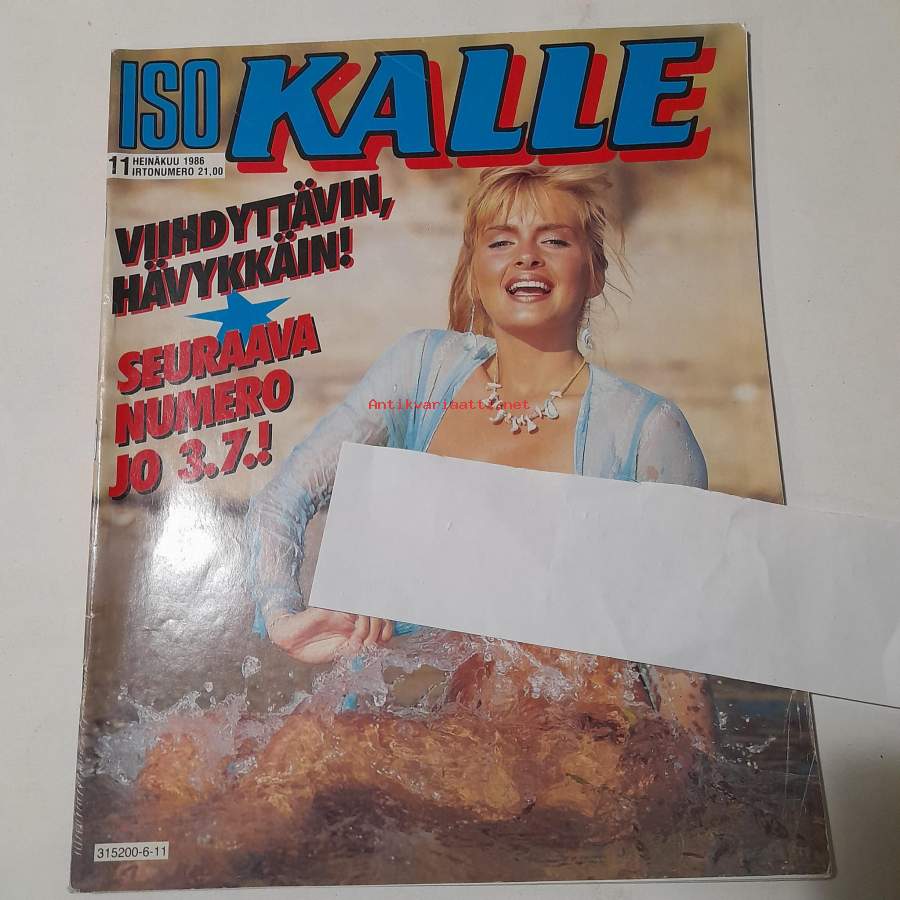 ISO KALLE
11 HEINÄKUU 1986
IRTONUMERO 21,00
VIIHDYTTÄVIN,
HÄVYKKÄIN!
SEURAAVA
NUMERO
JO 3.7.!
Antikvariaatti.net
315200-6-11